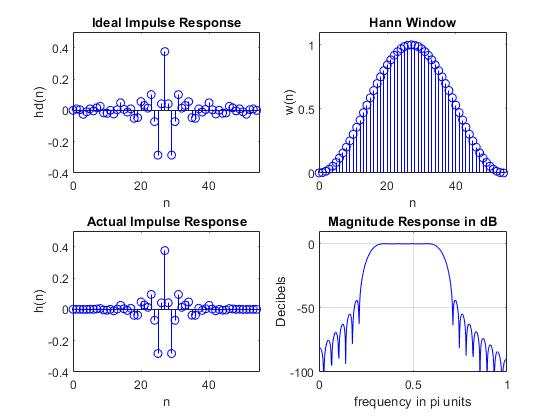 Ideal Impulse Response
0.4
0.2
0
-0.2
-0.4
hd(n)
0
20
40
n
Hann Window
1
0.5
0
w(n)
0
20
40
n
Actual Impulse Response
0.4
0.2
0
-0.2
-0.4
h(n)
0
20
40
n
Magnitude Response in dB
0
-50
-100
Decibels
0
0.5
1
frequency in pi units